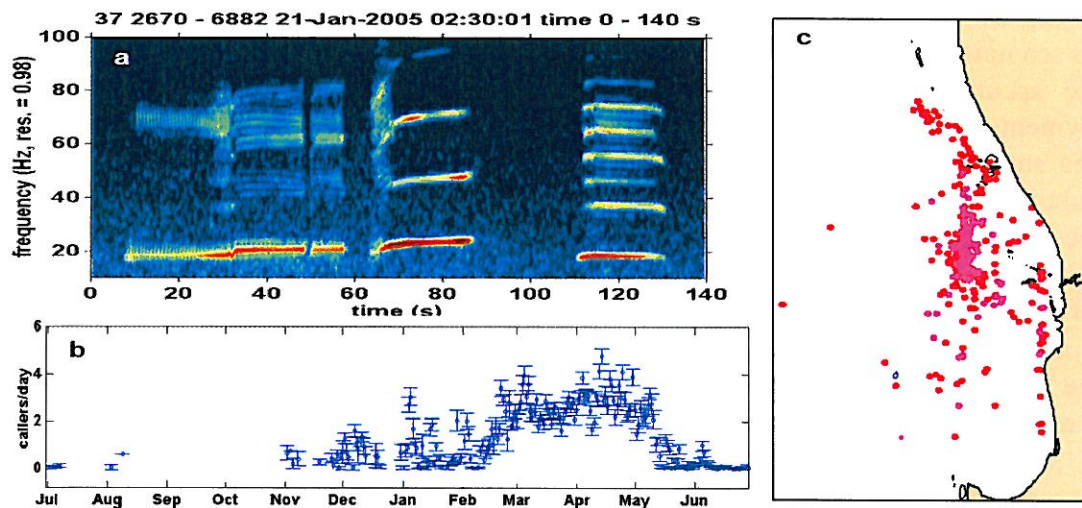 37 2670 - 6882 21-Jan-2005 02:30:01 time 0 - 140 s
a
frequency (Hz, res. = 0.98)
100
80
60
40
20
0 20 40 60 80 100 120 140
time (s)
b
callers/day
6
4
2
0
Jul Aug Sep Oct Nov Dec Jan Feb Mar Apr May Jun
c